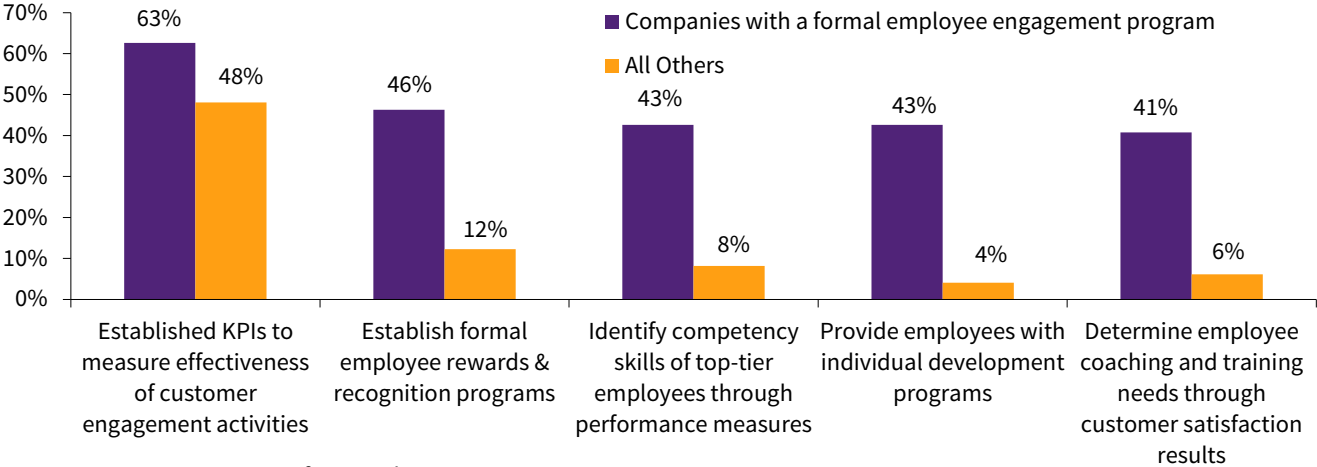 70%
60%
50%
40%
30%
20%
10%
0%
63%
48%
46%
12%
43%
8%
43%
4%
41%
6%
Companies with a formal employee engagement program
All Others
Established KPIs to
measure effectiveness
of customer
engagement activities
Establish formal
employee rewards &
recognition programs
Identify competency
skills of top-tier
employees through
performance measures
Provide employees with
individual development
programs
Determine employee
coaching and training
needs through
customer satisfaction
results